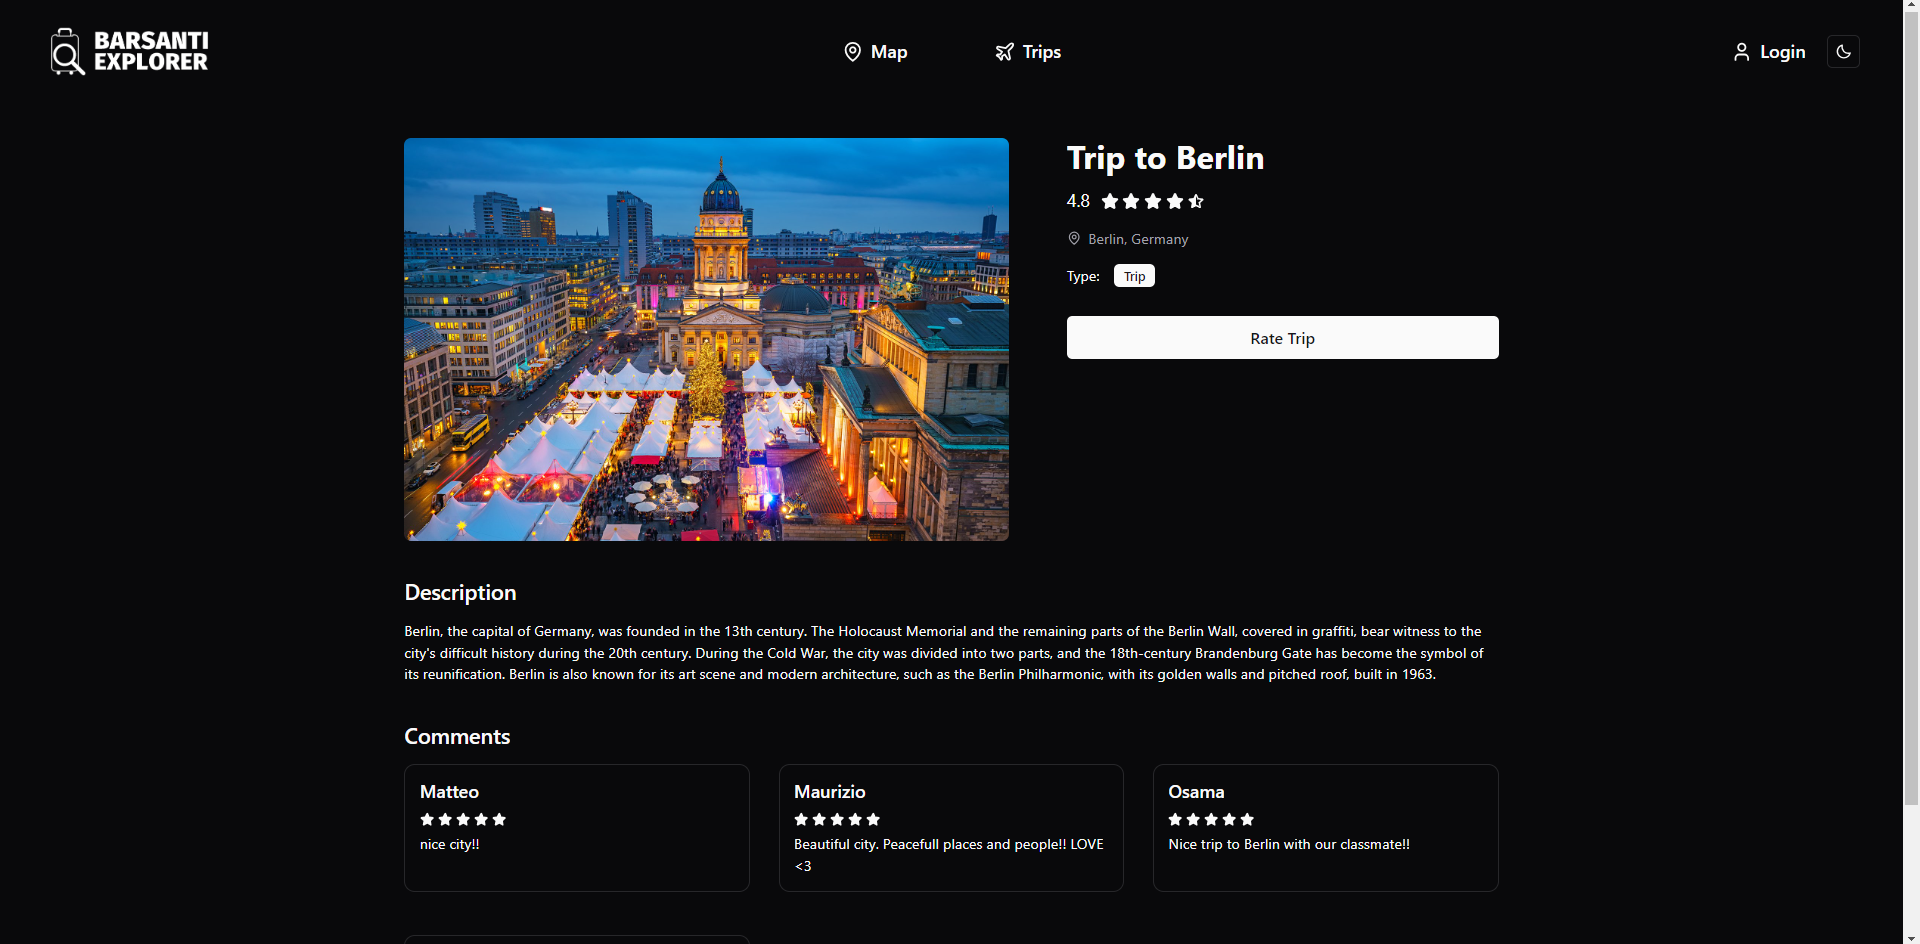 BARSANTI
EXPLORER
Map
Trips
Login
Trip to Berlin
4.8
Berlin, Germany
Type: Trip
Rate Trip
Description
Berlin, the capital of Germany, was founded in the 13th century. The Holocaust Memorial and the remaining parts of the Berlin Wall, covered in graffiti, bear witness to the
city's difficult history during the 20th century. During the Cold War, the city was divided into two parts, and the 18th-century Brandenburg Gate has become the symbol of
its reunification. Berlin is also known for its art scene and modern architecture, such as the Berlin Philharmonic, with its golden walls and pitched roof, built in 1963.
Comments
Matteo
nice city!!
Maurizio
Beautiful city. Peacefull places and people!! LOVE
<3
Osama
Nice trip to Berlin with our classmate!!